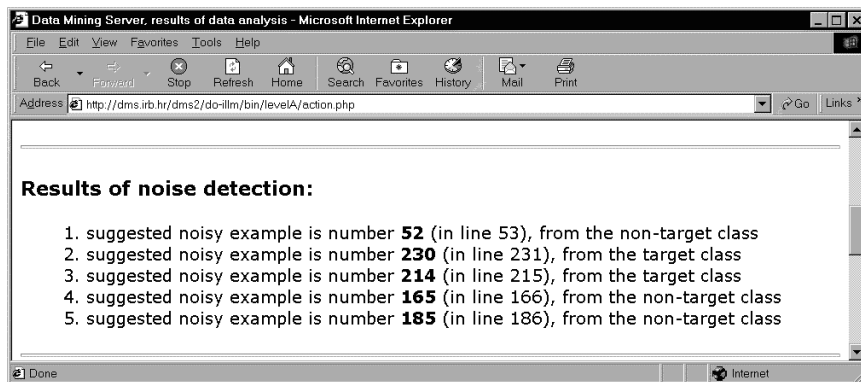 Data Mining Server, results of data analysis - Microsoft Internet Explorer
File Edit View Favorites Tools Help
Back Forward Stop Refresh Home Search Favorites History Mail Print
Address http://dms.irb.hr/dms2/do-illm/bin/levelA/action.php Go Links
Results of noise detection:
1. suggested noisy example is number 52 (in line 53), from the non-target class
2. suggested noisy example is number 230 (in line 231), from the target class
3. suggested noisy example is number 214 (in line 215), from the target class
4. suggested noisy example is number 165 (in line 166), from the non-target class
5. suggested noisy example is number 185 (in line 186), from the non-target class
Done Internet